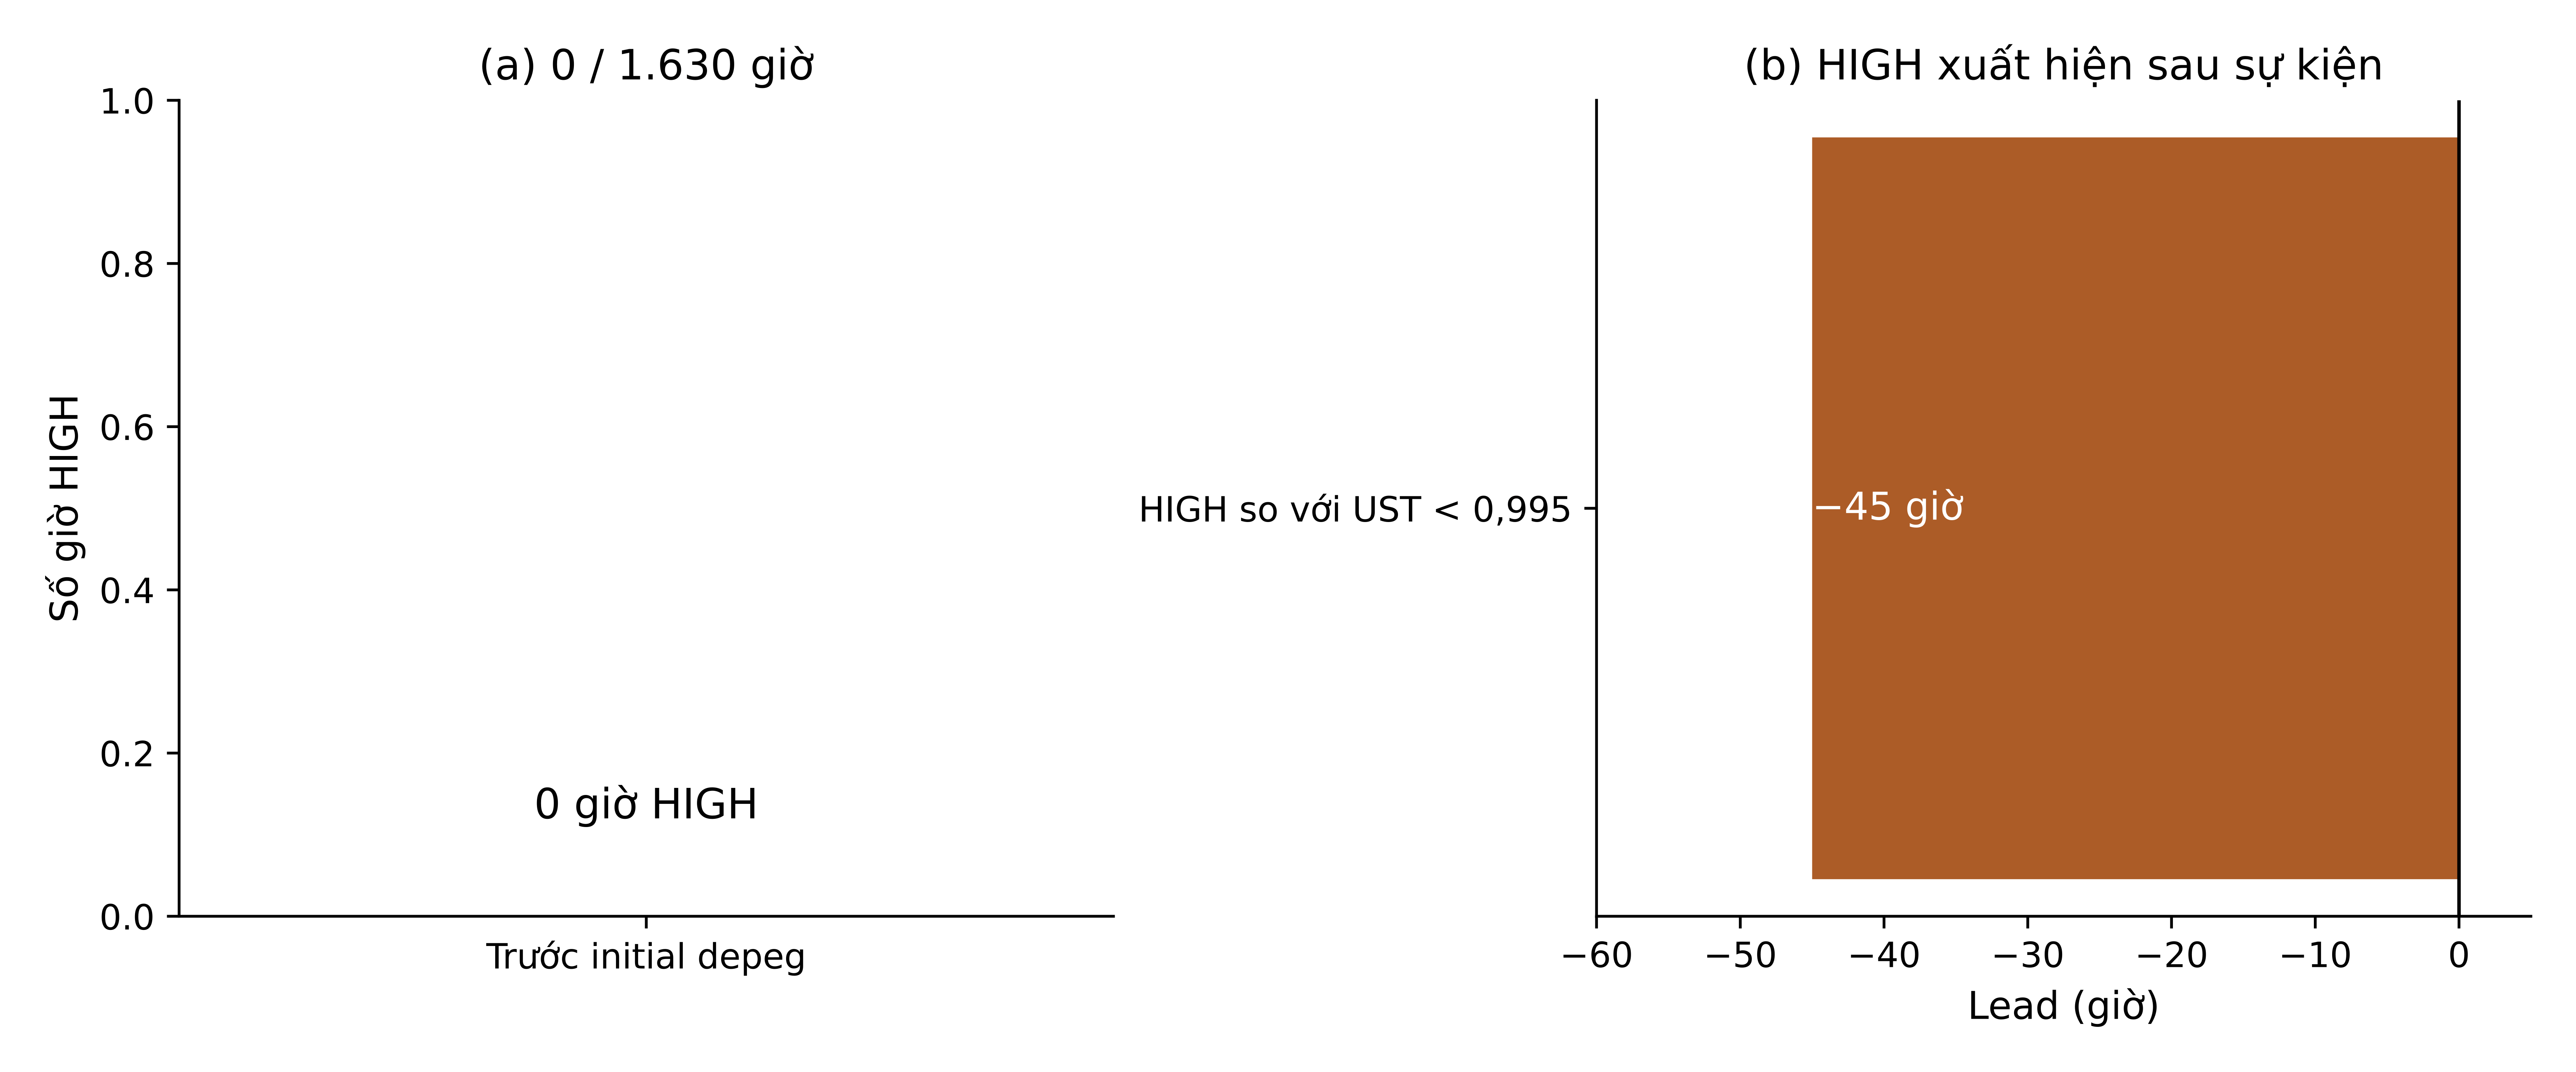 (a) 0 / 1.630 giờ
1.0
0.8
0.6
0.4
0.2
0.0
Số giờ HIGH
0 giờ HIGH
Trước initial depeg
(b) HIGH xuất hiện sau sự kiện
HIGH so với UST < 0,995
−45 giờ
−60 −50 −40 −30 −20 −10 0
Lead (giờ)